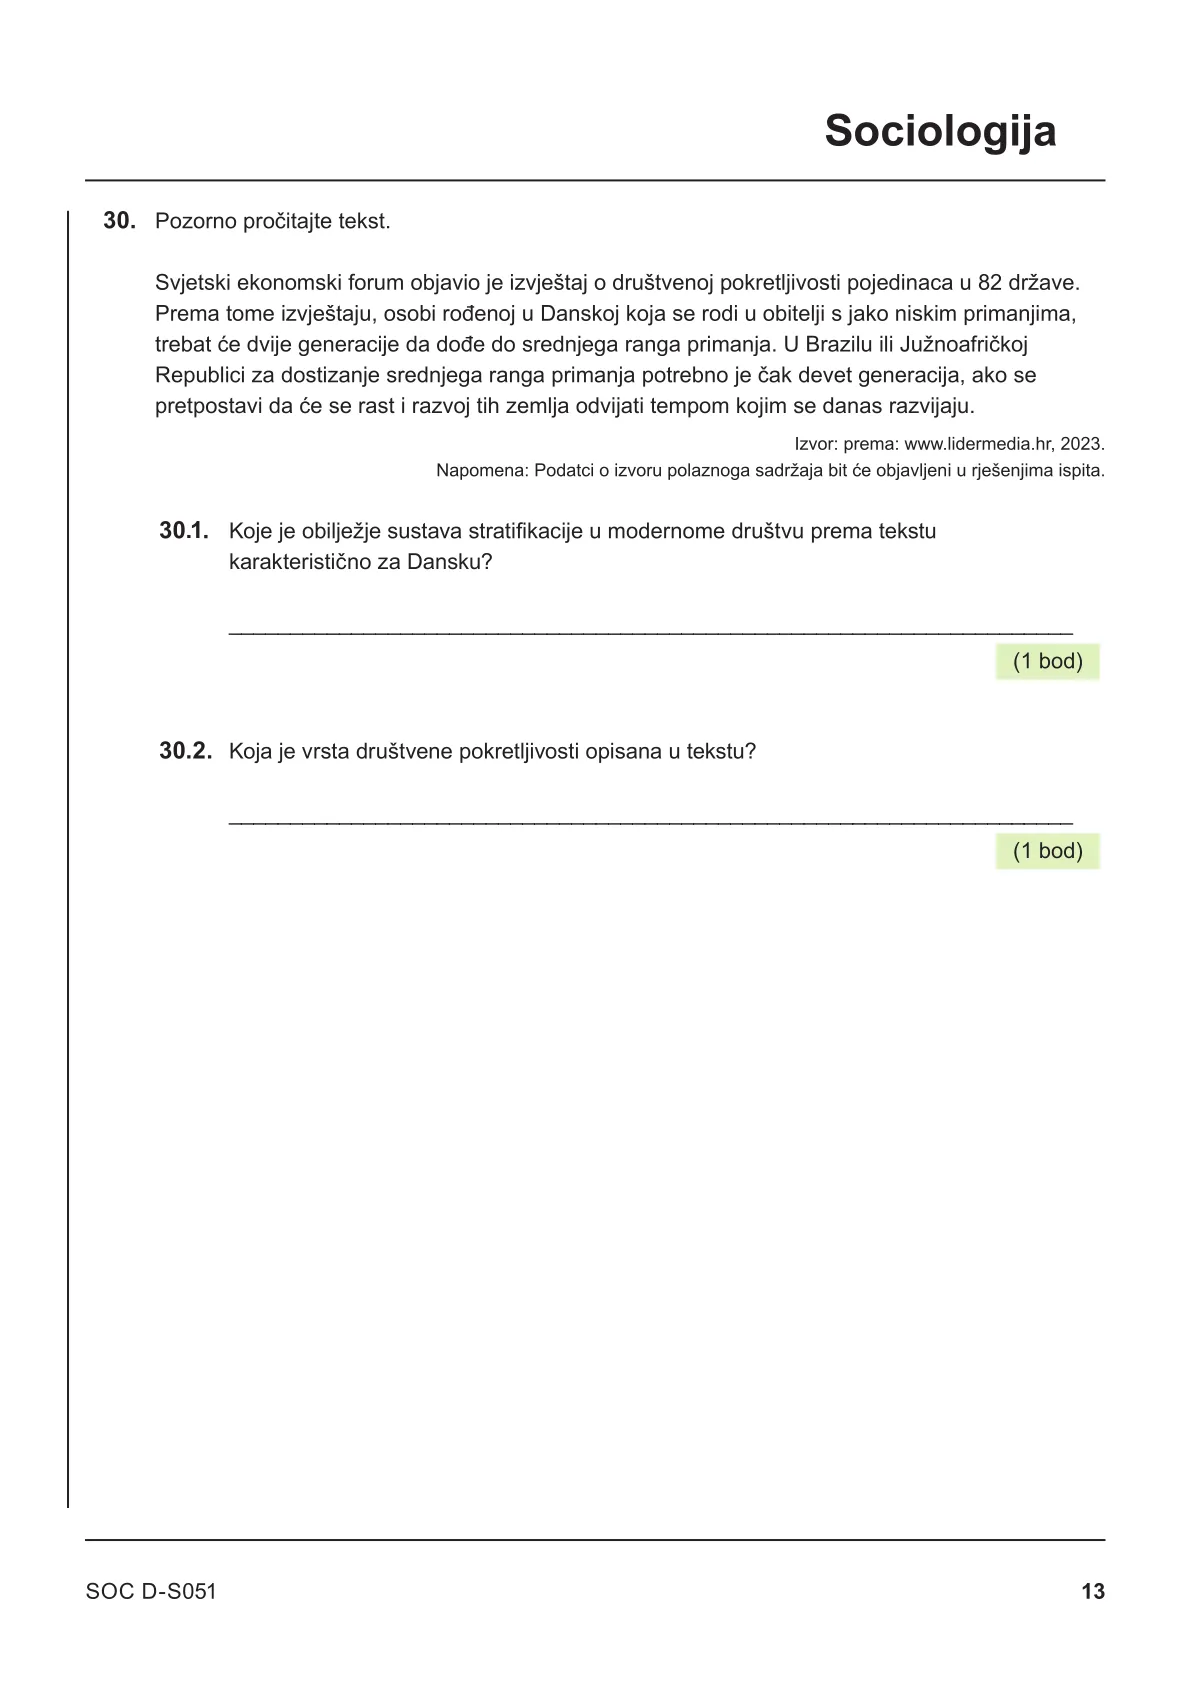 Sociologija
30. Pozorno pročitajte tekst.
Svjetski ekonomski forum objavio je izvještaj o društvenoj pokretljivosti pojedinaca u 82 države.
Prema tome izvještaju, osobi rođenoj u Danskoj koja se rodi u obitelji s jako niskim primanjima,
trebat će dvije generacije da dođe do srednjega ranga primanja. U Brazilu ili Južnoafričkoj
Republici za dostizanje srednjega ranga primanja potrebno je čak devet generacija, ako se
pretpostavi da će se rast i razvoj tih zemlja odvijati tempom kojim se danas razvijaju.
Izvor: prema: www.lidermedia.hr, 2023.
Napomena: Podatci o izvoru polaznoga sadržaja bit će objavljeni u rješenjima ispita.
30.1. Koje je obilježje sustava stratifikacije u modernome društvu prema tekstu
karakteristično za Dansku?
(1 bod)
30.2. Koja je vrsta društvene pokretljivosti opisana u tekstu?
(1 bod)
SOC D-S051
13